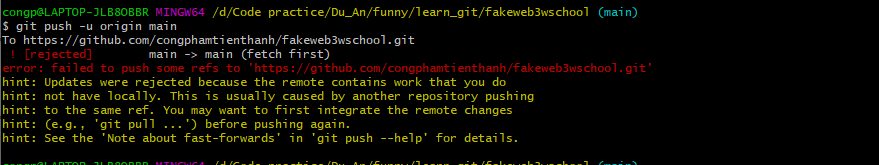 congp@LAPTOP-JLB8OBBR MINGW64 /d/Code practice/Du_An/funny/learn_git/fakeweb3wschool (main)
$ git push -u origin main
To https://github.com/congphamtienthanh/fakeweb3wschool.git
 ! [rejected]        main -> main (fetch first)
error: failed to push some refs to 'https://github.com/congphamtienthanh/fakeweb3wschool.git'
hint: Updates were rejected because the remote contains work that you do
hint: not have locally. This is usually caused by another repository pushing
hint: to the same ref. You may want to first integrate the remote changes
hint: (e.g., 'git pull ...') before pushing again.
hint: See the 'Note about fast-forwards' in 'git push --help' for details.
congp@LAPTOP-JLB8OBBR MINGW64 /d/Code practice/Du_An/funny/learn_git/fakeweb3wschool (main)